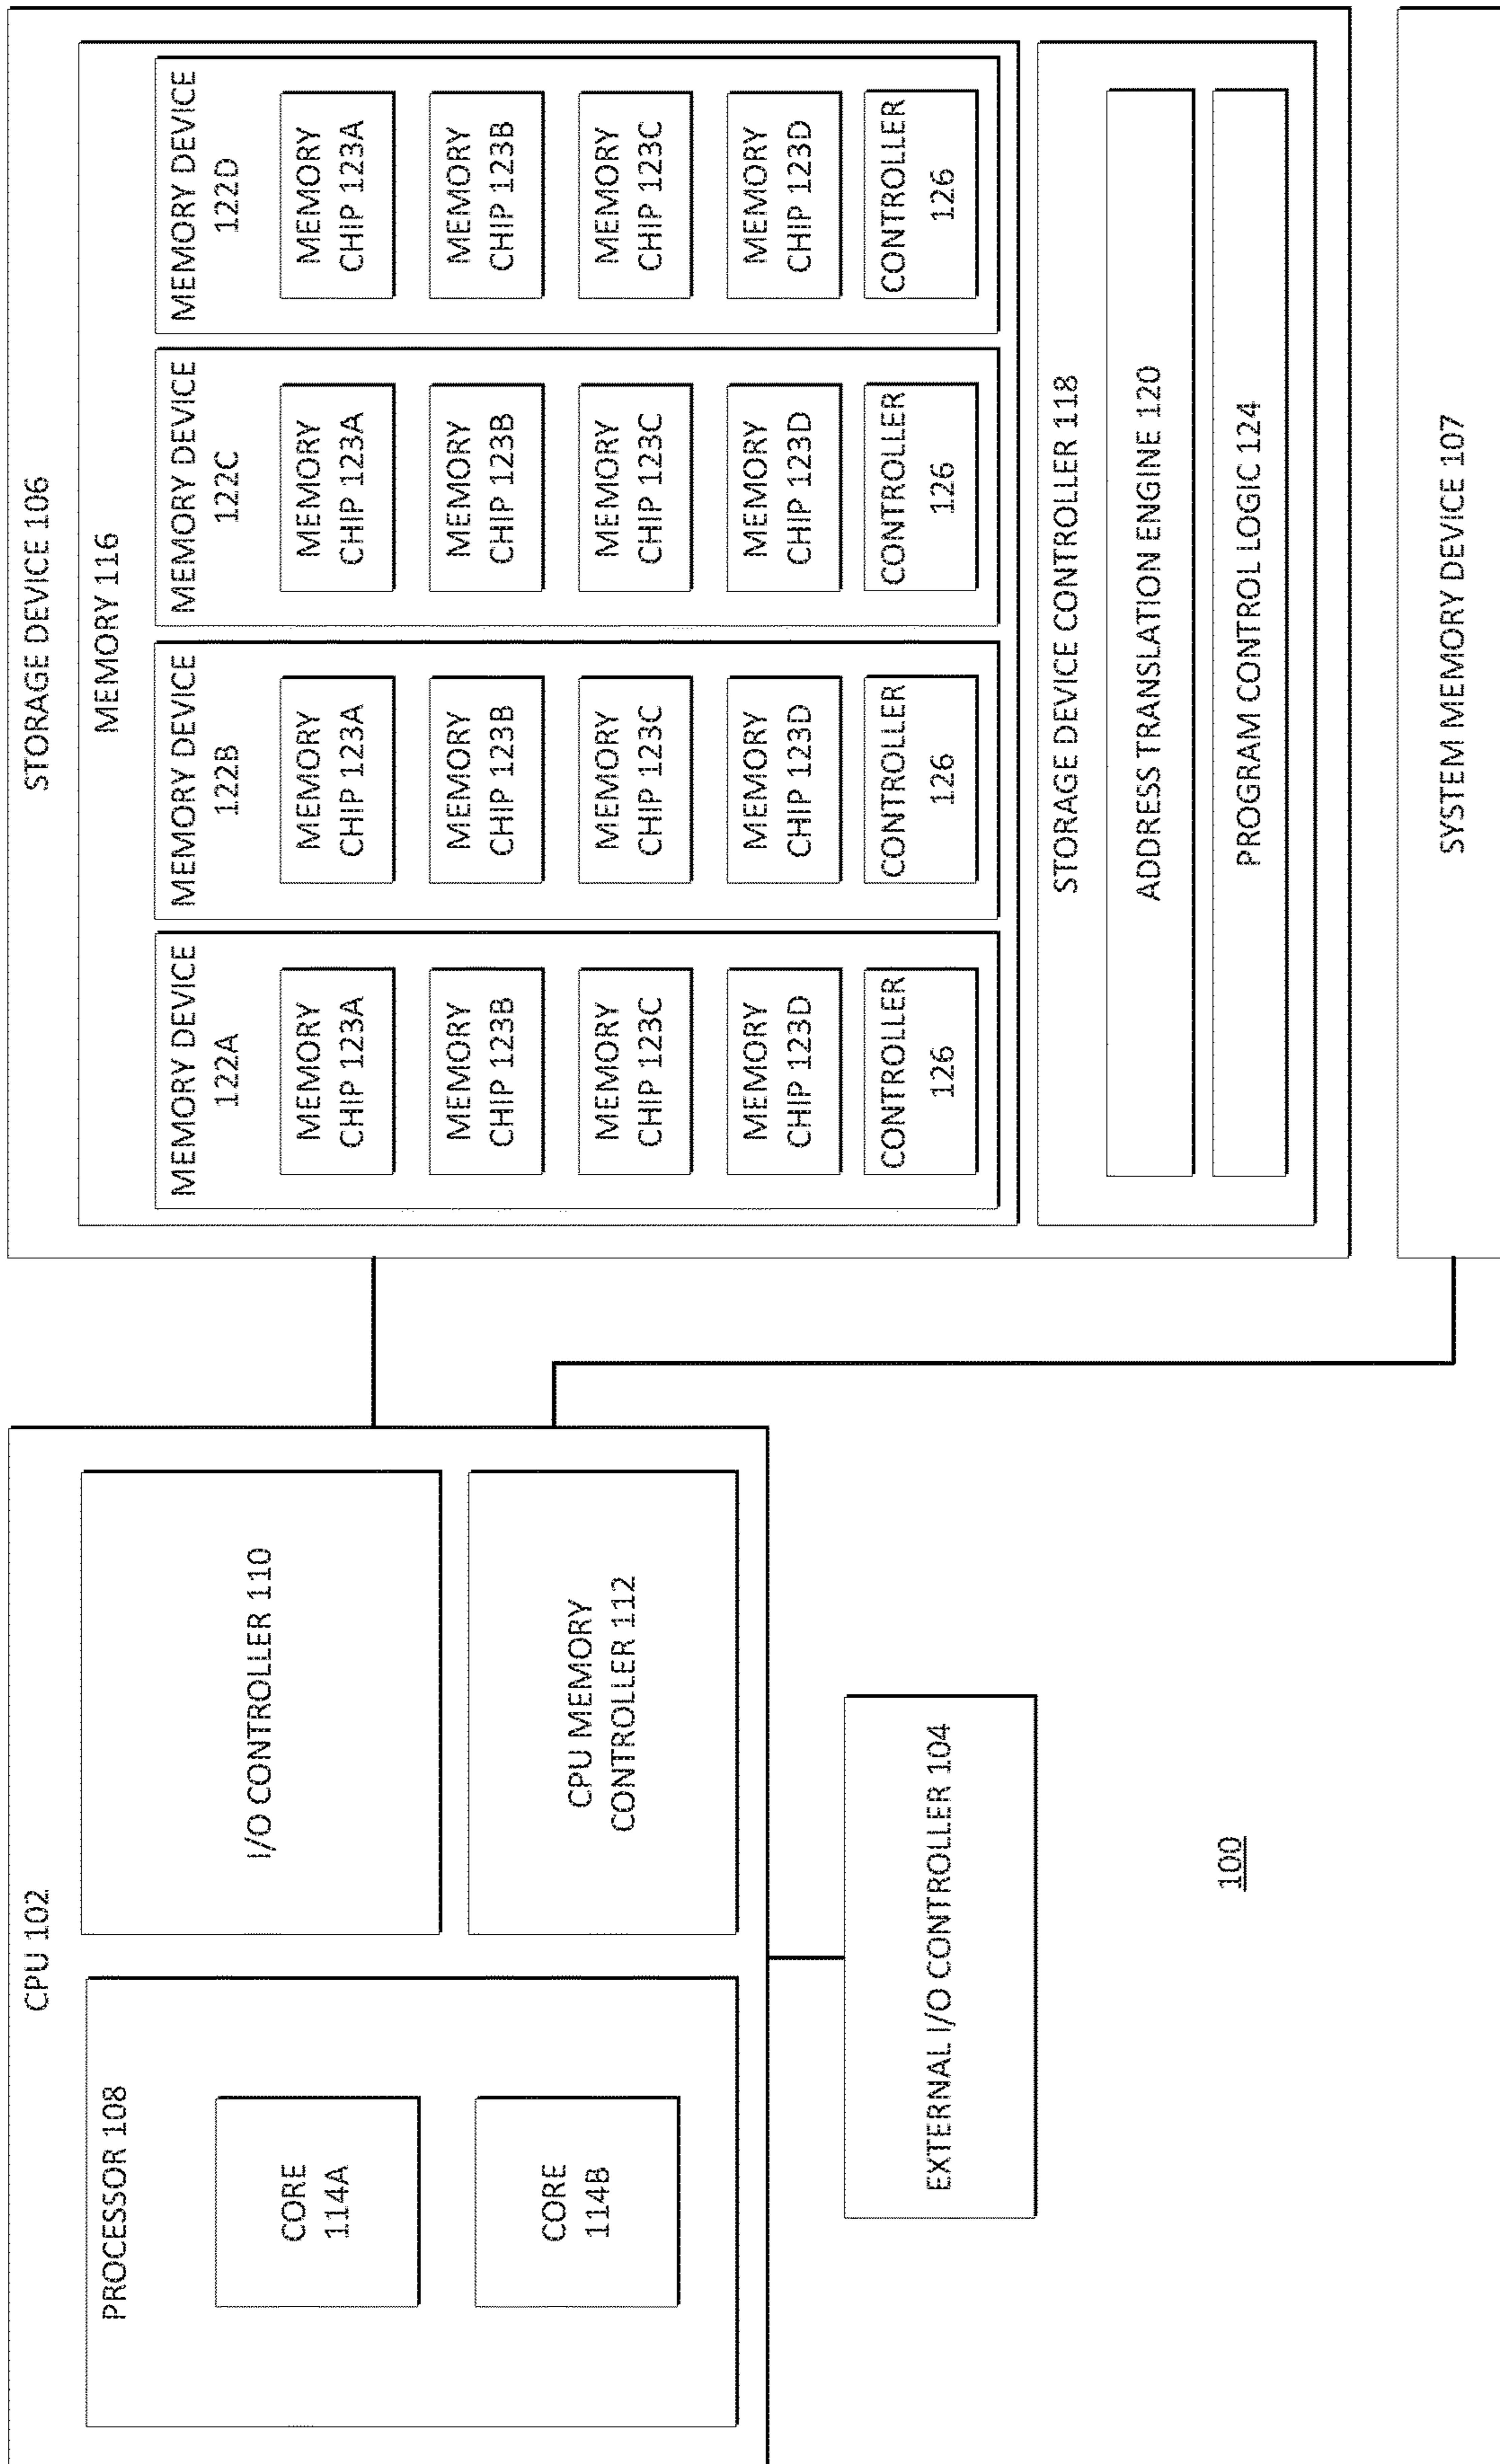 CPU 102
PROCESSOR 108
CORE
114A
CORE
114B
I/O CONTROLLER 110
CPU MEMORY
CONTROLLER 112
EXTERNAL I/O CONTROLLER 104
100
STORAGE DEVICE 106
MEMORY 116
MEMORY DEVICE
122A
MEMORY
CHIP 123A
MEMORY
CHIP 123B
MEMORY
CHIP 123C
MEMORY
CHIP 123D
CONTROLLER
126
MEMORY DEVICE
122B
MEMORY
CHIP 123A
MEMORY
CHIP 123B
MEMORY
CHIP 123C
MEMORY
CHIP 123D
CONTROLLER
126
MEMORY DEVICE
122C
MEMORY
CHIP 123A
MEMORY
CHIP 123B
MEMORY
CHIP 123C
MEMORY
CHIP 123D
CONTROLLER
126
MEMORY DEVICE
122D
MEMORY
CHIP 123A
MEMORY
CHIP 123B
MEMORY
CHIP 123C
MEMORY
CHIP 123D
CONTROLLER
126
STORAGE DEVICE CONTROLLER 118
ADDRESS TRANSLATION ENGINE 120
PROGRAM CONTROL LOGIC 124
SYSTEM MEMORY DEVICE 107